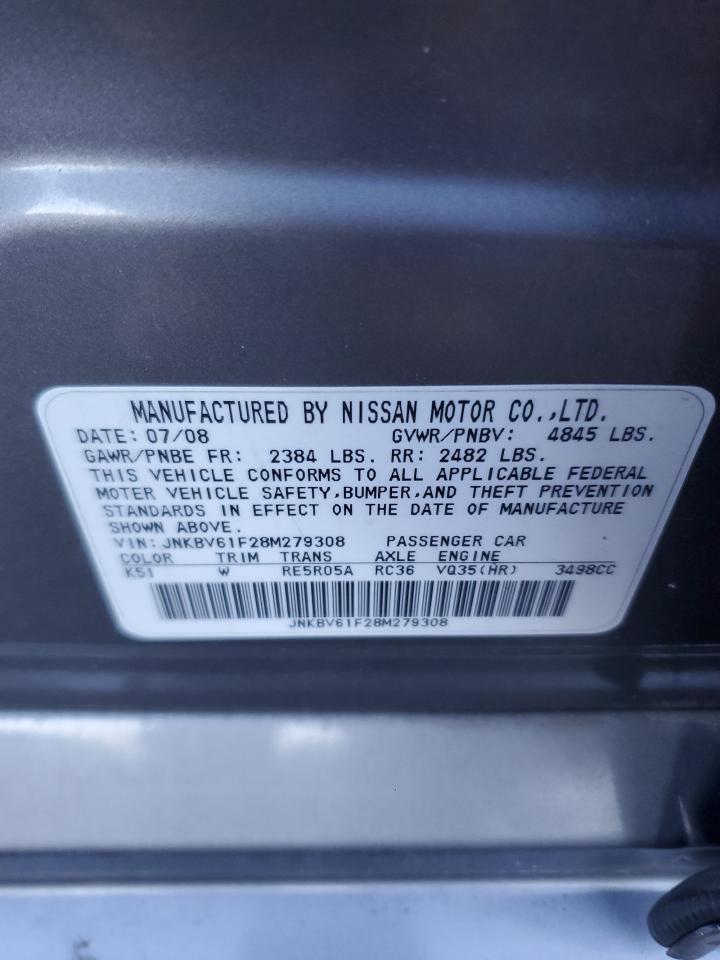 MANUFACTURED BY NISSAN MOTOR CO.,LTD.
DATE: 07/08 GVWR/PNBV: 4845 LBS.
GAWR/PNBE FR: 2384 LBS. RR: 2482 LBS.
THIS VEHICLE CONFORMS TO ALL APPLICABLE FEDERAL
MOTOR VEHICLE SAFETY,BUMPER,AND THEFT PREVENTION
STANDARDS IN EFFECT ON THE DATE OF MANUFACTURE
SHOWN ABOVE.
VIN: JNKBV61F28M279308 PASSENGER CAR
COLOR TRIM TRANS AXLE ENGINE
K51 W RE5R05A RC36 VQ35(HR) 3498CC
JNKBV61F28M279308